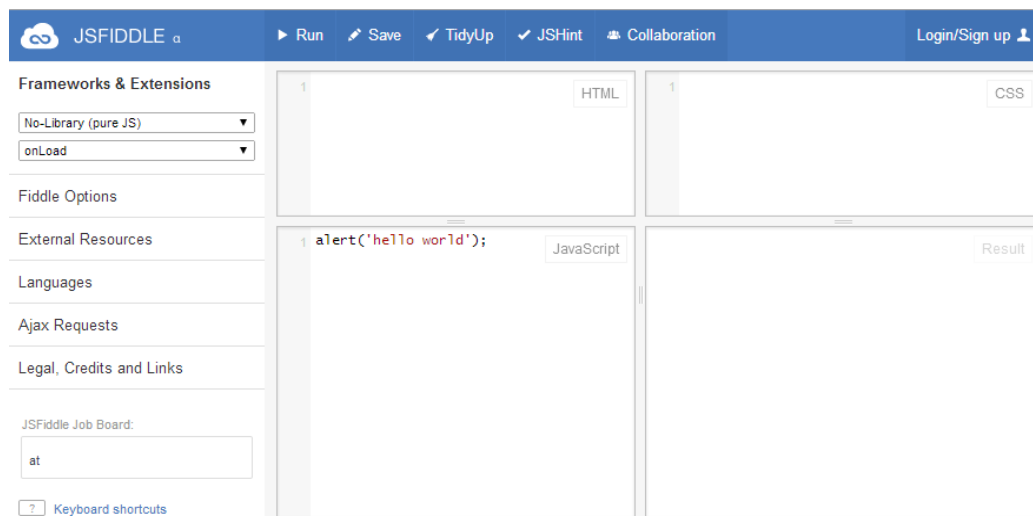 JSFIDDLE α
Run Save TidyUp JSHint Collaboration Login/Sign up
Frameworks & Extensions
No-Library (pure JS)
onLoad
Fiddle Options
External Resources
Languages
Ajax Requests
Legal, Credits and Links
JSFiddle Job Board:
at
? Keyboard shortcuts
1 HTML
1 CSS
1 alert('hello world'); JavaScript
Result